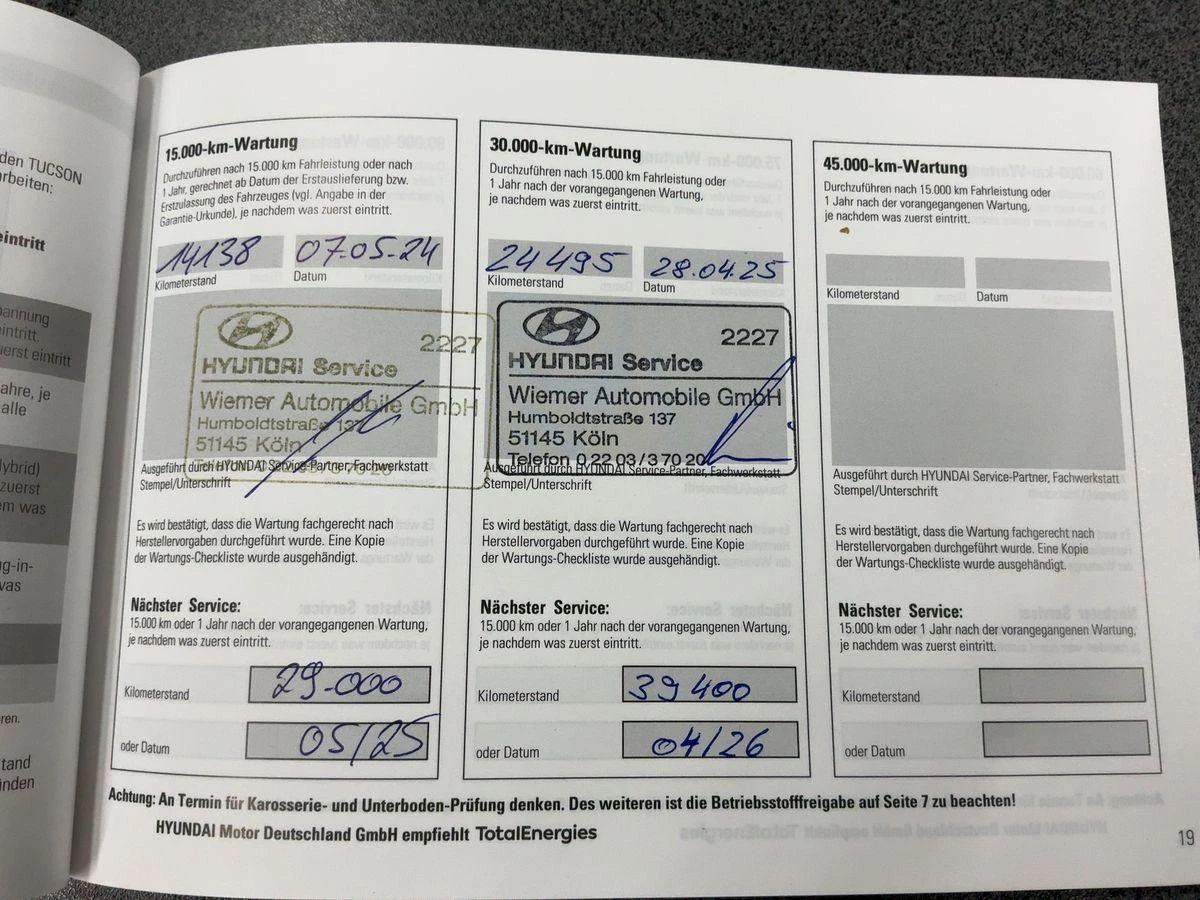 den TUCSON
arbeiten:
eintritt
pannung
eintritt.
zuerst eintritt
ahre, je
alle
lybrid)
zuerst
em was
ug-in-
was
ren.
tand
inden
15.000-km-Wartung
Durchzuführen nach 15.000 km Fahrleistung oder nach
1 Jahr, gerechnet ab Datum der Erstauslieferung bzw.
Erstzulassung des Fahrzeuges (vgl. Angabe in der
Garantie-Urkunde), je nachdem was zuerst eintritt.
14138 07.05.24
Kilometerstand Datum
2227
HYUNDAI Service
Wiemer Automobile GmbH
Humboldtstraße 137
51145 Köln
Ausgeführt durch HYUNDAI Service-Partner, Fachwerkstatt
Stempel/Unterschrift
Es wird bestätigt, dass die Wartung fachgerecht nach
Herstellervorgaben durchgeführt wurde. Eine Kopie
der Wartungs-Checkliste wurde ausgehändigt.
Nächster Service:
15.000 km oder 1 Jahr nach der vorangegangenen Wartung,
je nachdem was zuerst eintritt.
Kilometerstand 29.000
oder Datum 05/25
30.000-km-Wartung
Durchzuführen nach 15.000 km Fahrleistung oder
1 Jahr nach der vorangegangenen Wartung,
je nachdem was zuerst eintritt.
24495 28.04.25
Kilometerstand Datum
2227
HYUNDAI Service
Wiemer Automobile GmbH
Humboldtstraße 137
51145 Köln
Telefon 0 22 03 / 3 70 20
Ausgeführt durch HYUNDAI Service-Partner, Fachwerkstatt
Stempel/Unterschrift
Es wird bestätigt, dass die Wartung fachgerecht nach
Herstellervorgaben durchgeführt wurde. Eine Kopie
der Wartungs-Checkliste wurde ausgehändigt.
Nächster Service:
15.000 km oder 1 Jahr nach der vorangegangenen Wartung,
je nachdem was zuerst eintritt.
Kilometerstand 39400
oder Datum 04/26
45.000-km-Wartung
Durchzuführen nach 15.000 km Fahrleistung oder
1 Jahr nach der vorangegangenen Wartung,
je nachdem was zuerst eintritt.
Kilometerstand Datum
Ausgeführt durch HYUNDAI Service-Partner, Fachwerkstatt
Stempel/Unterschrift
Es wird bestätigt, dass die Wartung fachgerecht nach
Herstellervorgaben durchgeführt wurde. Eine Kopie
der Wartungs-Checkliste wurde ausgehändigt.
Nächster Service:
15.000 km oder 1 Jahr nach der vorangegangenen Wartung,
je nachdem was zuerst eintritt.
Kilometerstand
oder Datum
Achtung: An Termin für Karosserie- und Unterboden-Prüfung denken. Des weiteren ist die Betriebsstofffreigabe auf Seite 7 zu beachten!
HYUNDAI Motor Deutschland GmbH empfiehlt TotalEnergies
19